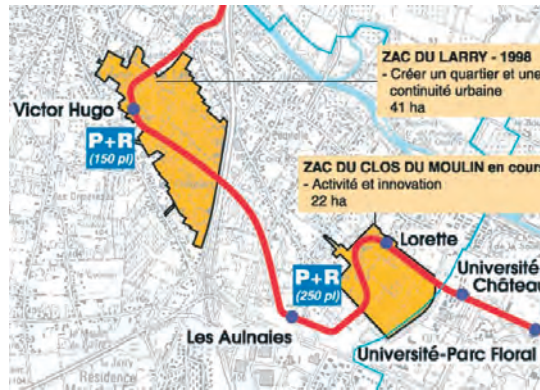 ZAC DU LARRY - 1998
- Créer un quartier et une
continuité urbaine
41 ha
Victor Hugo
P+R
(150 pl)
ZAC DU CLOS DU MOULIN en cours
- Activité et innovation
22 ha
Lorette
P+R
(250 pl)
Université-
Château
Les Aulnaies
Université-Parc Floral
Résidence